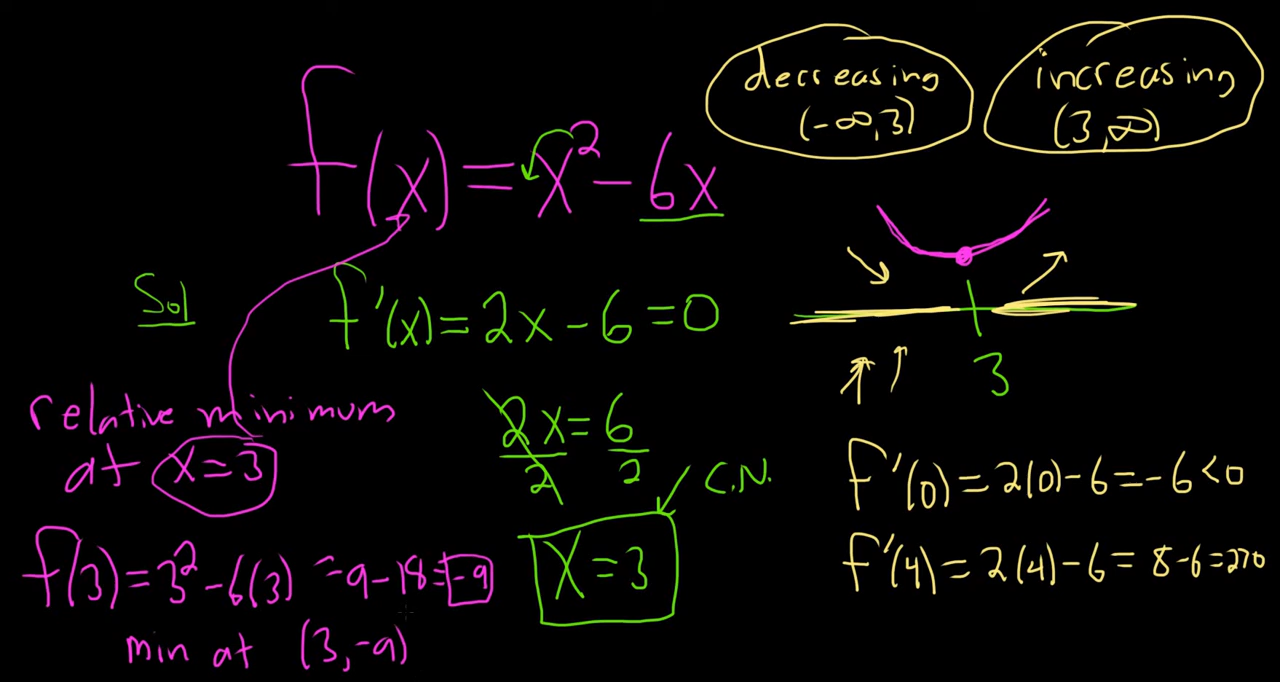 f(x) = x² - 6x
Sol
f'(x) = 2x - 6 = 0
2x = 6
2 2
C.N.
x = 3
relative minimum
at x = 3
f(3) = 3² - 6(3) = 9 - 18 = -9
min at (3, -9)
decreasing
(-∞, 3)
increasing
(3, ∞)
3
f'(0) = 2(0) - 6 = -6 < 0
f'(4) = 2(4) - 6 = 8 - 6 = 2 > 0